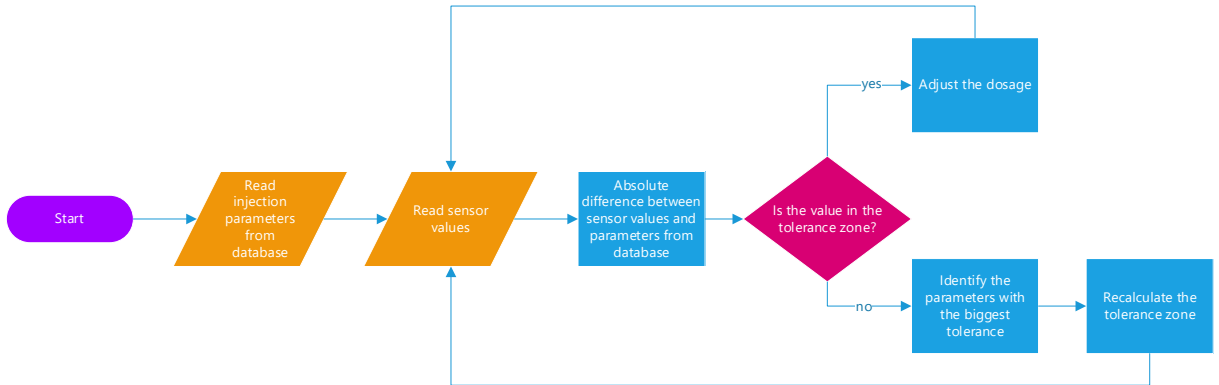 Start
Read
injection
parameters
from
database
Read sensor
values
Absolute
difference between
sensor values and
parameters from
database
Is the value in the
tolerance zone?
yes
Adjust the dosage
no
Identify the
parameters with
the biggest
tolerance
Recalculate the
tolerance zone